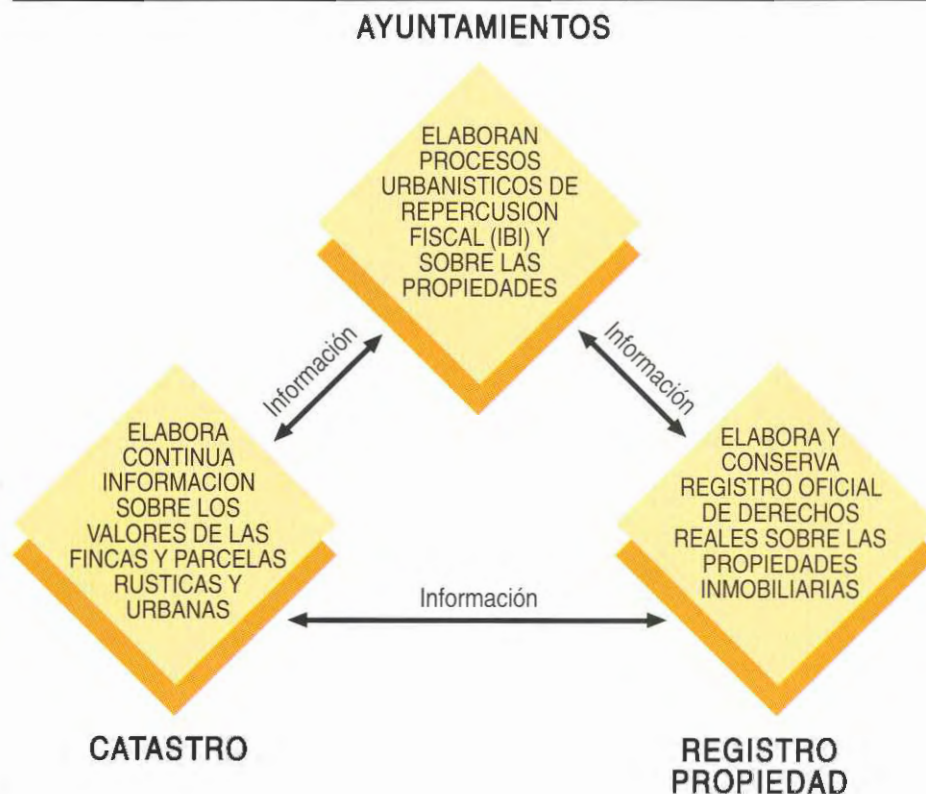 AYUNTAMIENTOS
ELABORAN
PROCESOS
URBANISTICOS DE
REPERCUSION
FISCAL (IBI) Y
SOBRE LAS
PROPIEDADES
Información
Información
ELABORA
CONTINUA
INFORMACION
SOBRE LOS
VALORES DE LAS
FINCAS Y PARCELAS
RUSTICAS Y
URBANAS
ELABORA Y
CONSERVA
REGISTRO OFICIAL
DE DERECHOS
REALES SOBRE LAS
PROPIEDADES
INMOBILIARIAS
Información
CATASTRO
REGISTRO
PROPIEDAD